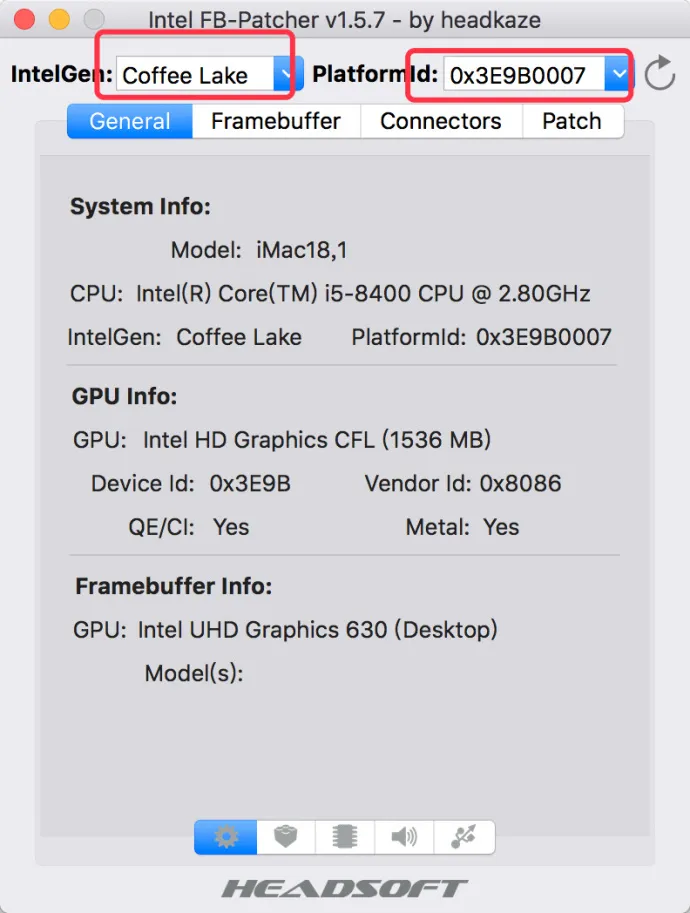 Intel FB-Patcher v1.5.7 - by headkaze
IntelGen: Coffee Lake PlatformId: 0x3E9B0007
General Framebuffer Connectors Patch
System Info:
Model: iMac18,1
CPU: Intel(R) Core(TM) i5-8400 CPU @ 2.80GHz
IntelGen: Coffee Lake PlatformId: 0x3E9B0007
GPU Info:
GPU: Intel HD Graphics CFL (1536 MB)
Device Id: 0x3E9B Vendor Id: 0x8086
QE/CI: Yes Metal: Yes
Framebuffer Info:
GPU: Intel UHD Graphics 630 (Desktop)
Model(s):
HEADSOFT